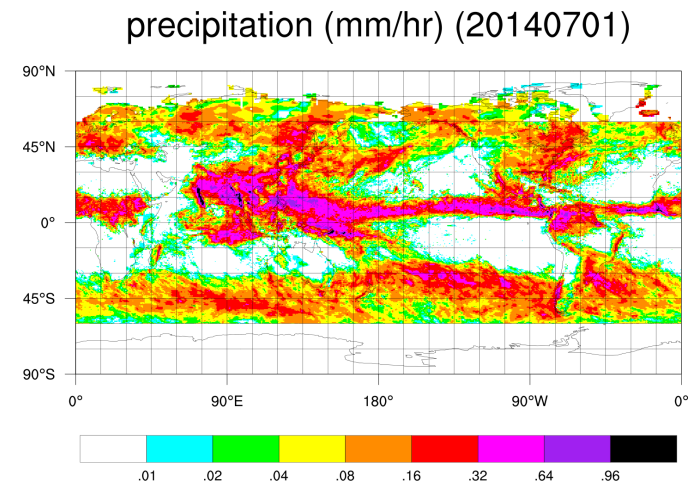 precipitation (mm/hr) (20140701)
90°N
45°N
0°
45°S
90°S
0° 90°E 180° 90°W 0°
.01 .02 .04 .08 .16 .32 .64 .96